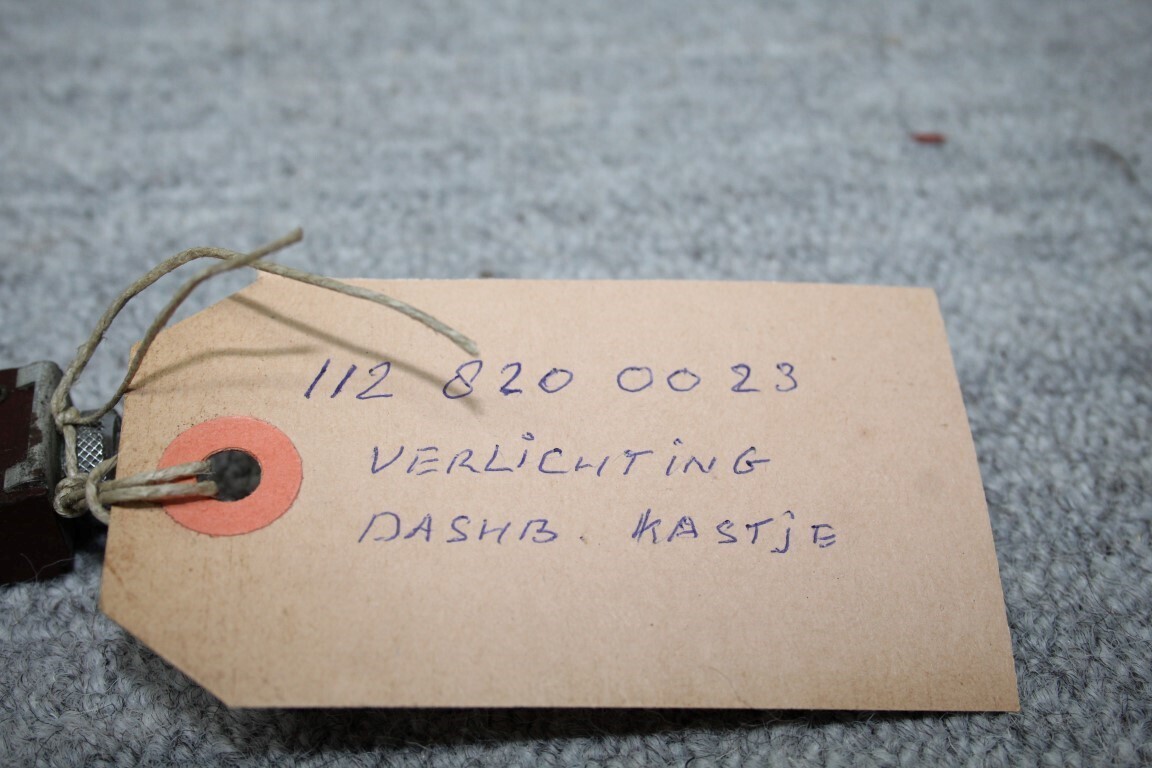 112 820 00 23
VERLiCHTiNG
DASHB. KASTjE